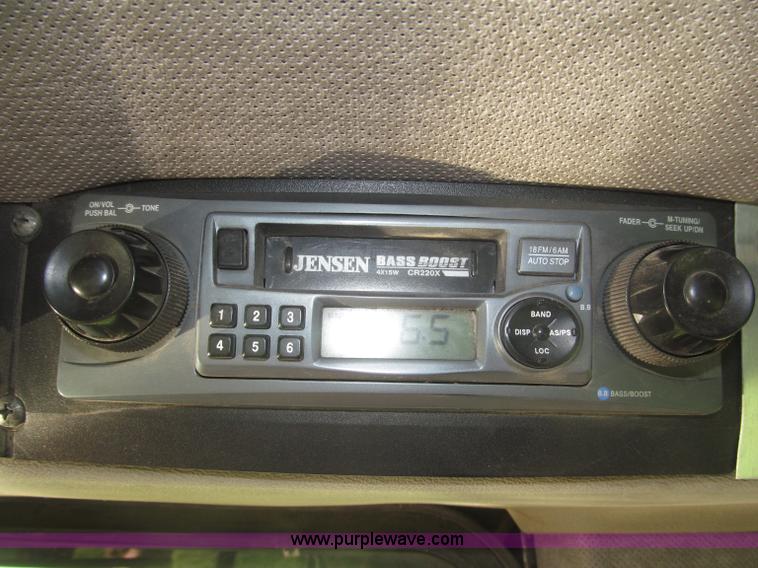 ON/VOL
PUSH BAL
TONE
FADER
M-TUNING/
SEEK UP/DN
JENSEN
BASS BOOST
4X15W CR220X
18FM/6AM
AUTO STOP
B.B
1 2 3
4 5 6
BAND
DISP AS/PS
LOC
B.B BASS/BOOST
www.purplewave.com